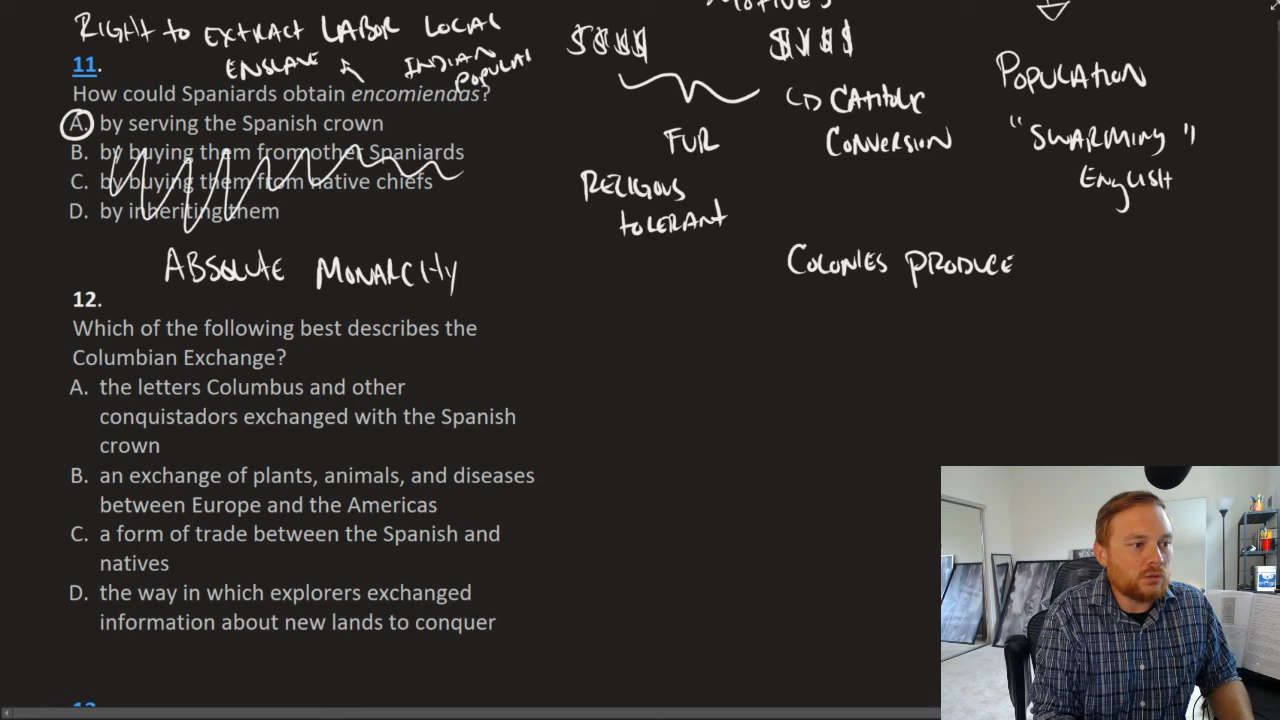 RIGHT to EXTRACT LABOR LOCAL
ENSLAVE INDIAN
11.
How could Spaniards obtain encomiendas?
A. by serving the Spanish crown
B. by buying them from other Spaniards
C. by buying them from native chiefs
D. by inheriting them
ABSOLUTE MONARCHY
12.
Which of the following best describes the
Columbian Exchange?
A. the letters Columbus and other
conquistadors exchanged with the Spanish
crown
B. an exchange of plants, animals, and diseases
between Europe and the Americas
C. a form of trade between the Spanish and
natives
D. the way in which explorers exchanged
information about new lands to conquer
$$$$
FUR
RELIGIOUS
tOLERANT
$$$$
CATHOLIC
CONVERSION
POPULATION
"SWARMING"
ENGLISH
COLONIES PRODUCE